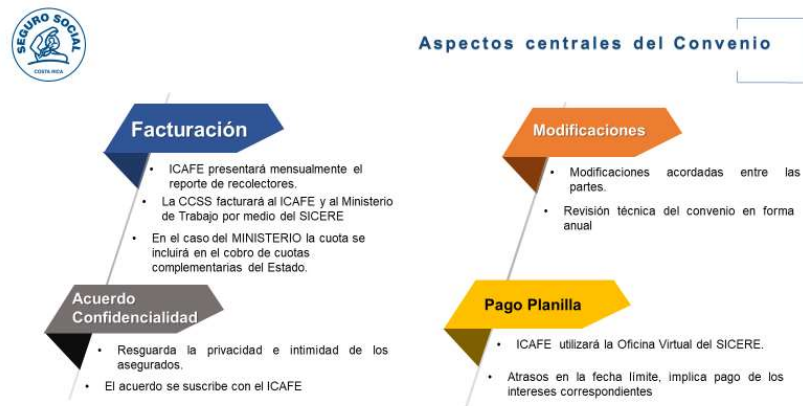 SEGURO SOCIAL
COSTA RICA
Aspectos centrales del Convenio
Facturación
• ICAFE presentará mensualmente el
reporte de recolectores.
• La CCSS facturará al ICAFE y al Ministerio
de Trabajo por medio del SICERE
• En el caso del MINISTERIO la cuota se
incluirá en el cobro de cuotas
complementarias del Estado.
Acuerdo
Confidencialidad
• Resguarda la privacidad e intimidad de los
asegurados.
• El acuerdo se suscribe con el ICAFE
Modificaciones
• Modificaciones acordadas entre las
partes.
• Revisión técnica del convenio en forma
anual
Pago Planilla
• ICAFE utilizará la Oficina Virtual del SICERE.
• Atrasos en la fecha límite, implica pago de los
intereses correspondientes